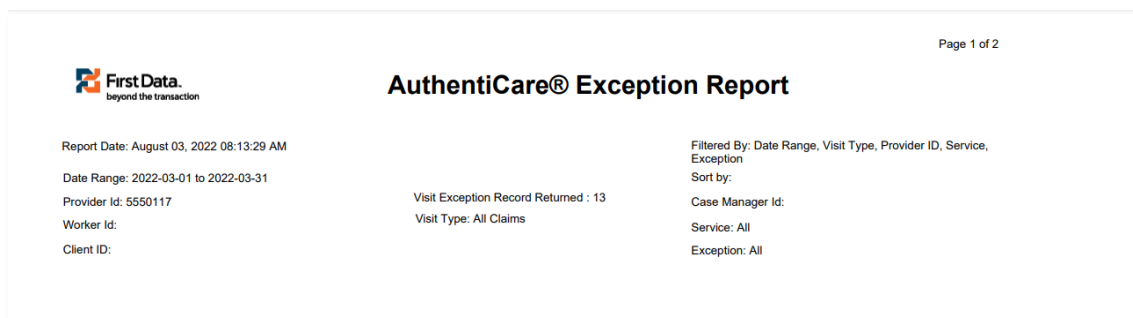 Page 1 of 2
First Data.
beyond the transaction
AuthentiCare® Exception Report
Report Date: August 03, 2022 08:13:29 AM
Date Range: 2022-03-01 to 2022-03-31
Provider Id: 5550117
Worker Id:
Client ID:
Visit Exception Record Returned : 13
Visit Type: All Claims
Filtered By: Date Range, Visit Type, Provider ID, Service,
Exception
Sort by:
Case Manager Id:
Service: All
Exception: All